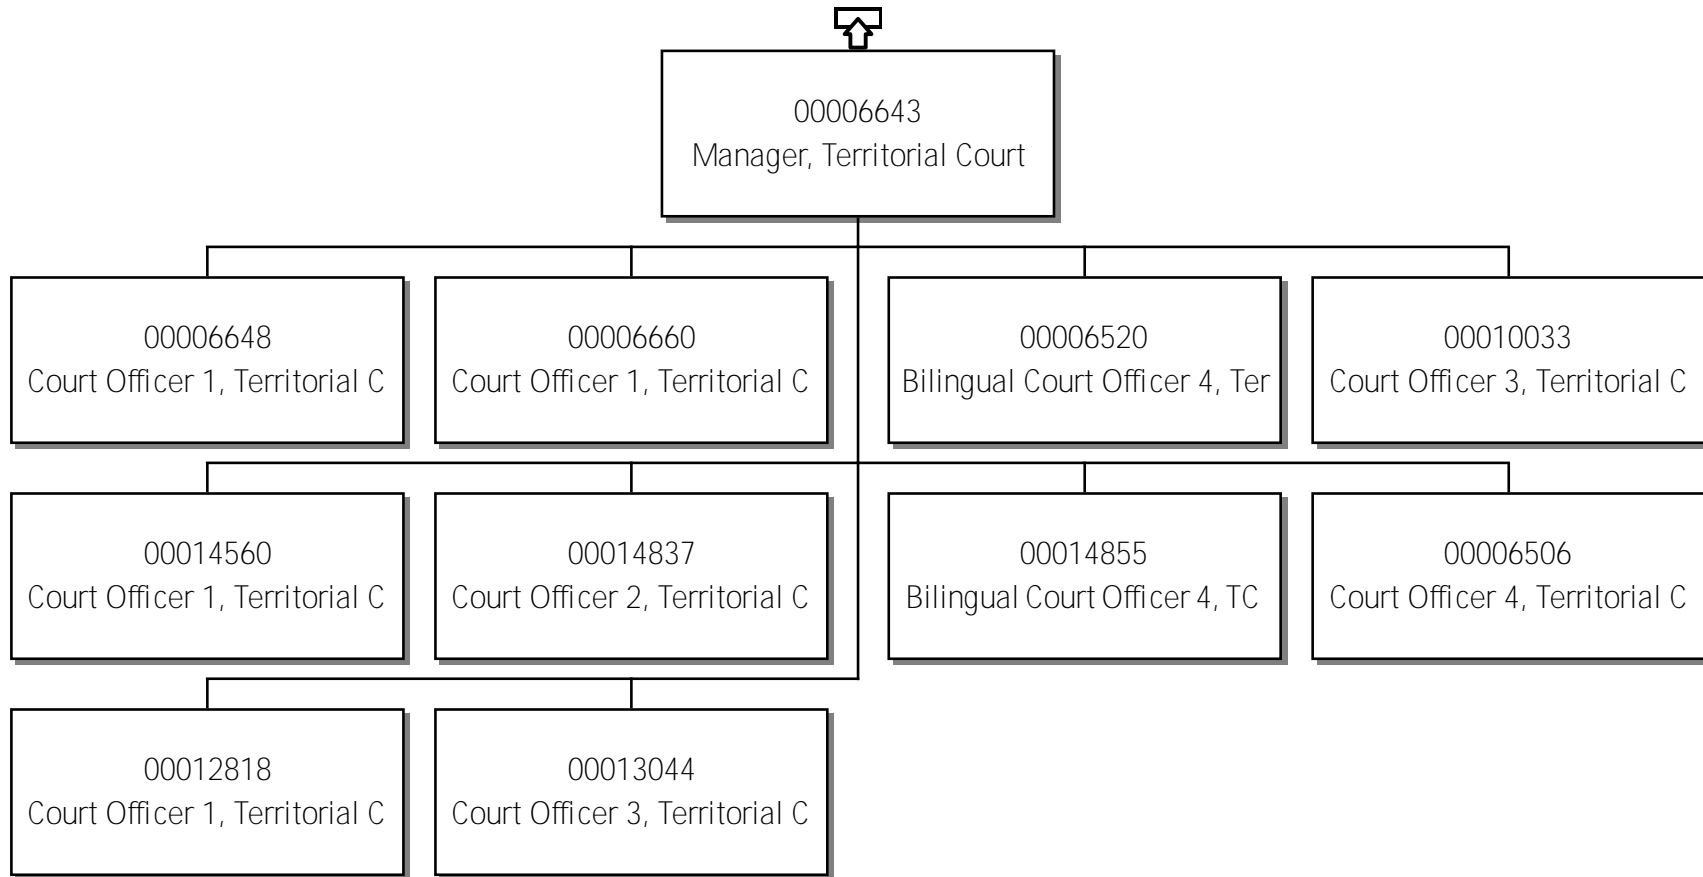 00006643
Manager, Territorial Court
00006648
Court Officer 1, Territorial C
00006660
Court Officer 1, Territorial C
00006520
Bilingual Court Officer 4, Ter
00010033
Court Officer 3, Territorial C
00014560
Court Officer 1, Territorial C
00014837
Court Officer 2, Territorial C
00014855
Bilingual Court Officer 4, TC
00006506
Court Officer 4, Territorial C
00012818
Court Officer 1, Territorial C
00013044
Court Officer 3, Territorial C